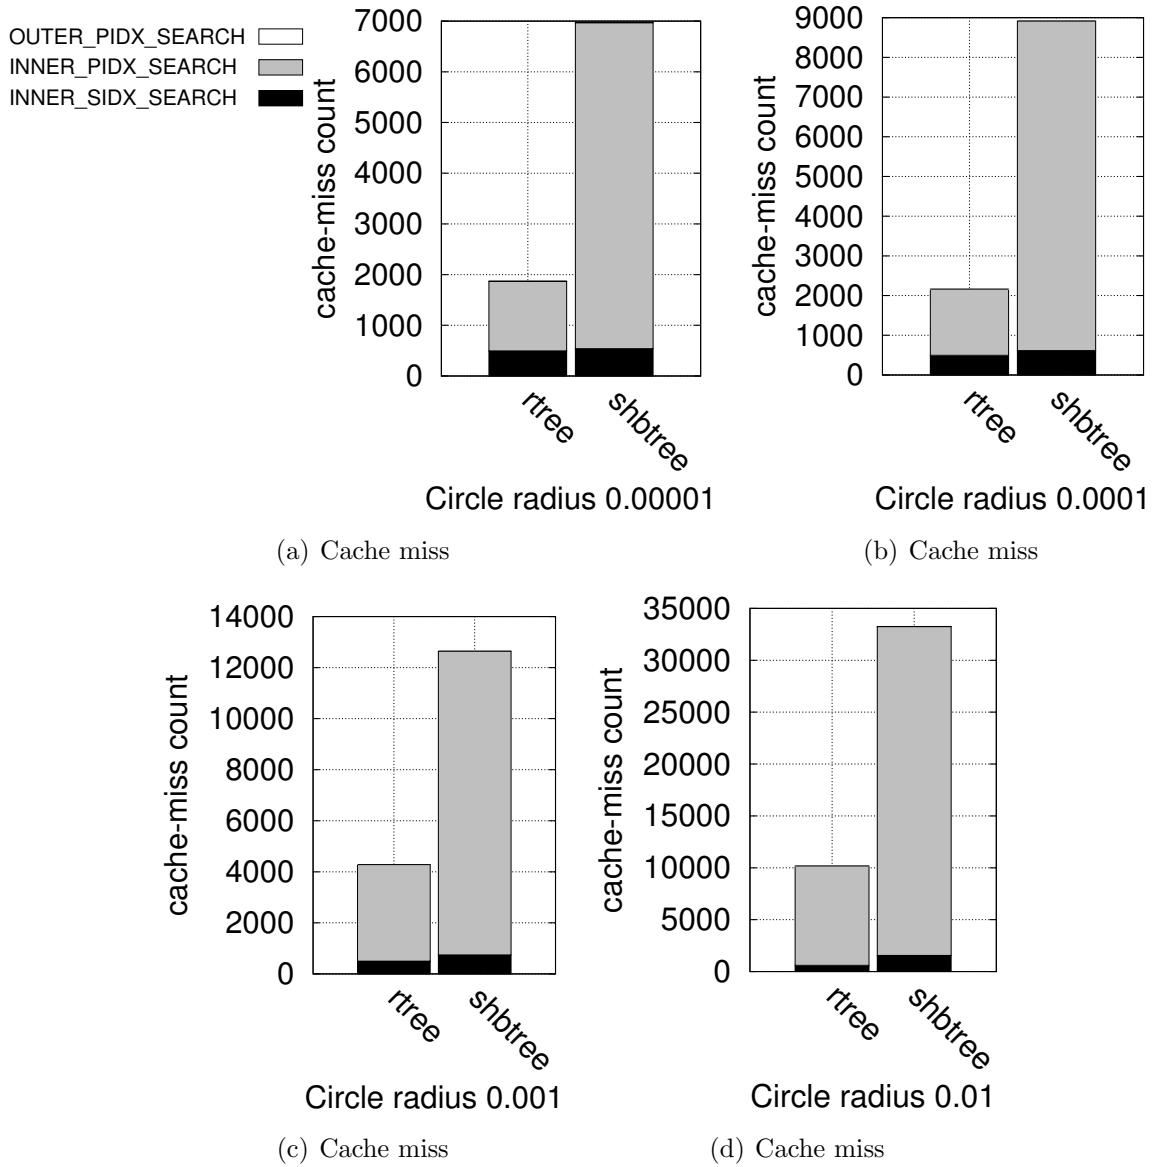 OUTER_PIDX_SEARCH
INNER_PIDX_SEARCH
INNER_SIDX_SEARCH
cache-miss count
7000
6000
5000
4000
3000
2000
1000
0
rtree
shbtree
Circle radius 0.00001
(a) Cache miss
cache-miss count
9000
8000
7000
6000
5000
4000
3000
2000
1000
0
rtree
shbtree
Circle radius 0.0001
(b) Cache miss
cache-miss count
14000
12000
10000
8000
6000
4000
2000
0
rtree
shbtree
Circle radius 0.001
(c) Cache miss
cache-miss count
35000
30000
25000
20000
15000
10000
5000
0
rtree
shbtree
Circle radius 0.01
(d) Cache miss